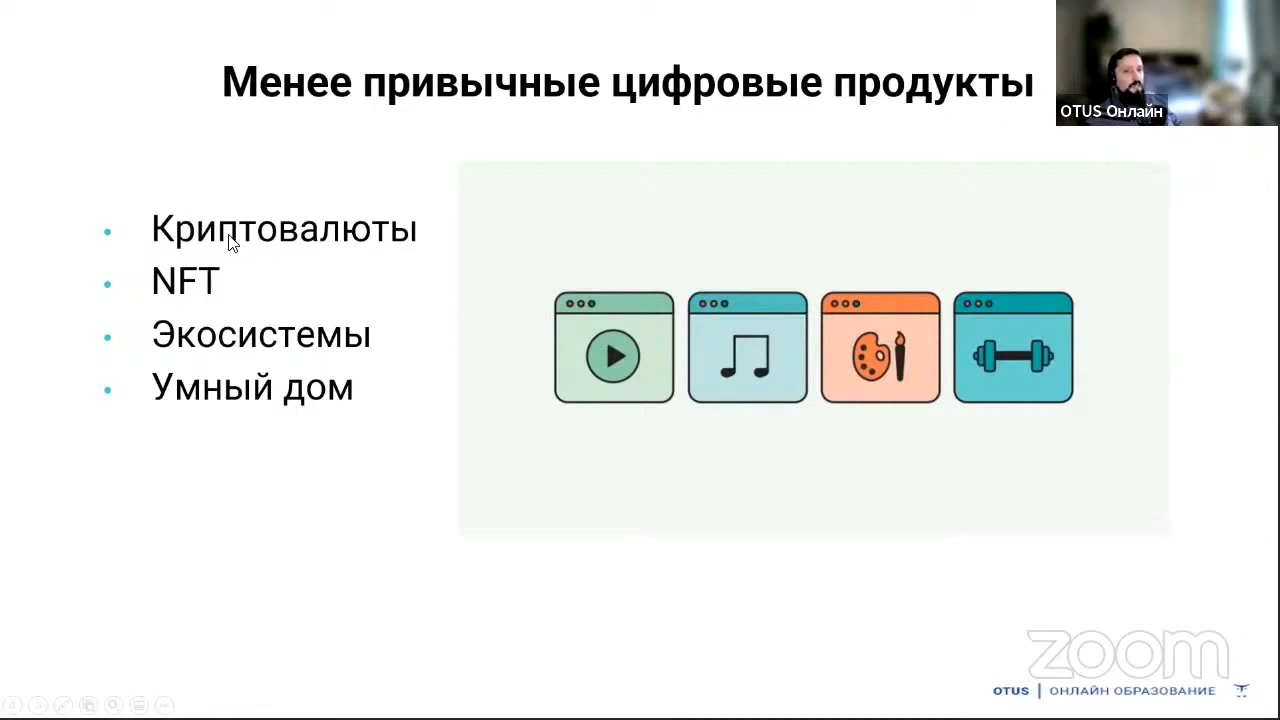 Менее привычные цифровые продукты
OTUS Онлайн
Криптовалюты
NFT
Экосистемы
Умный дом
zoom
OTUS | ОНЛАЙН ОБРАЗОВАНИЕ